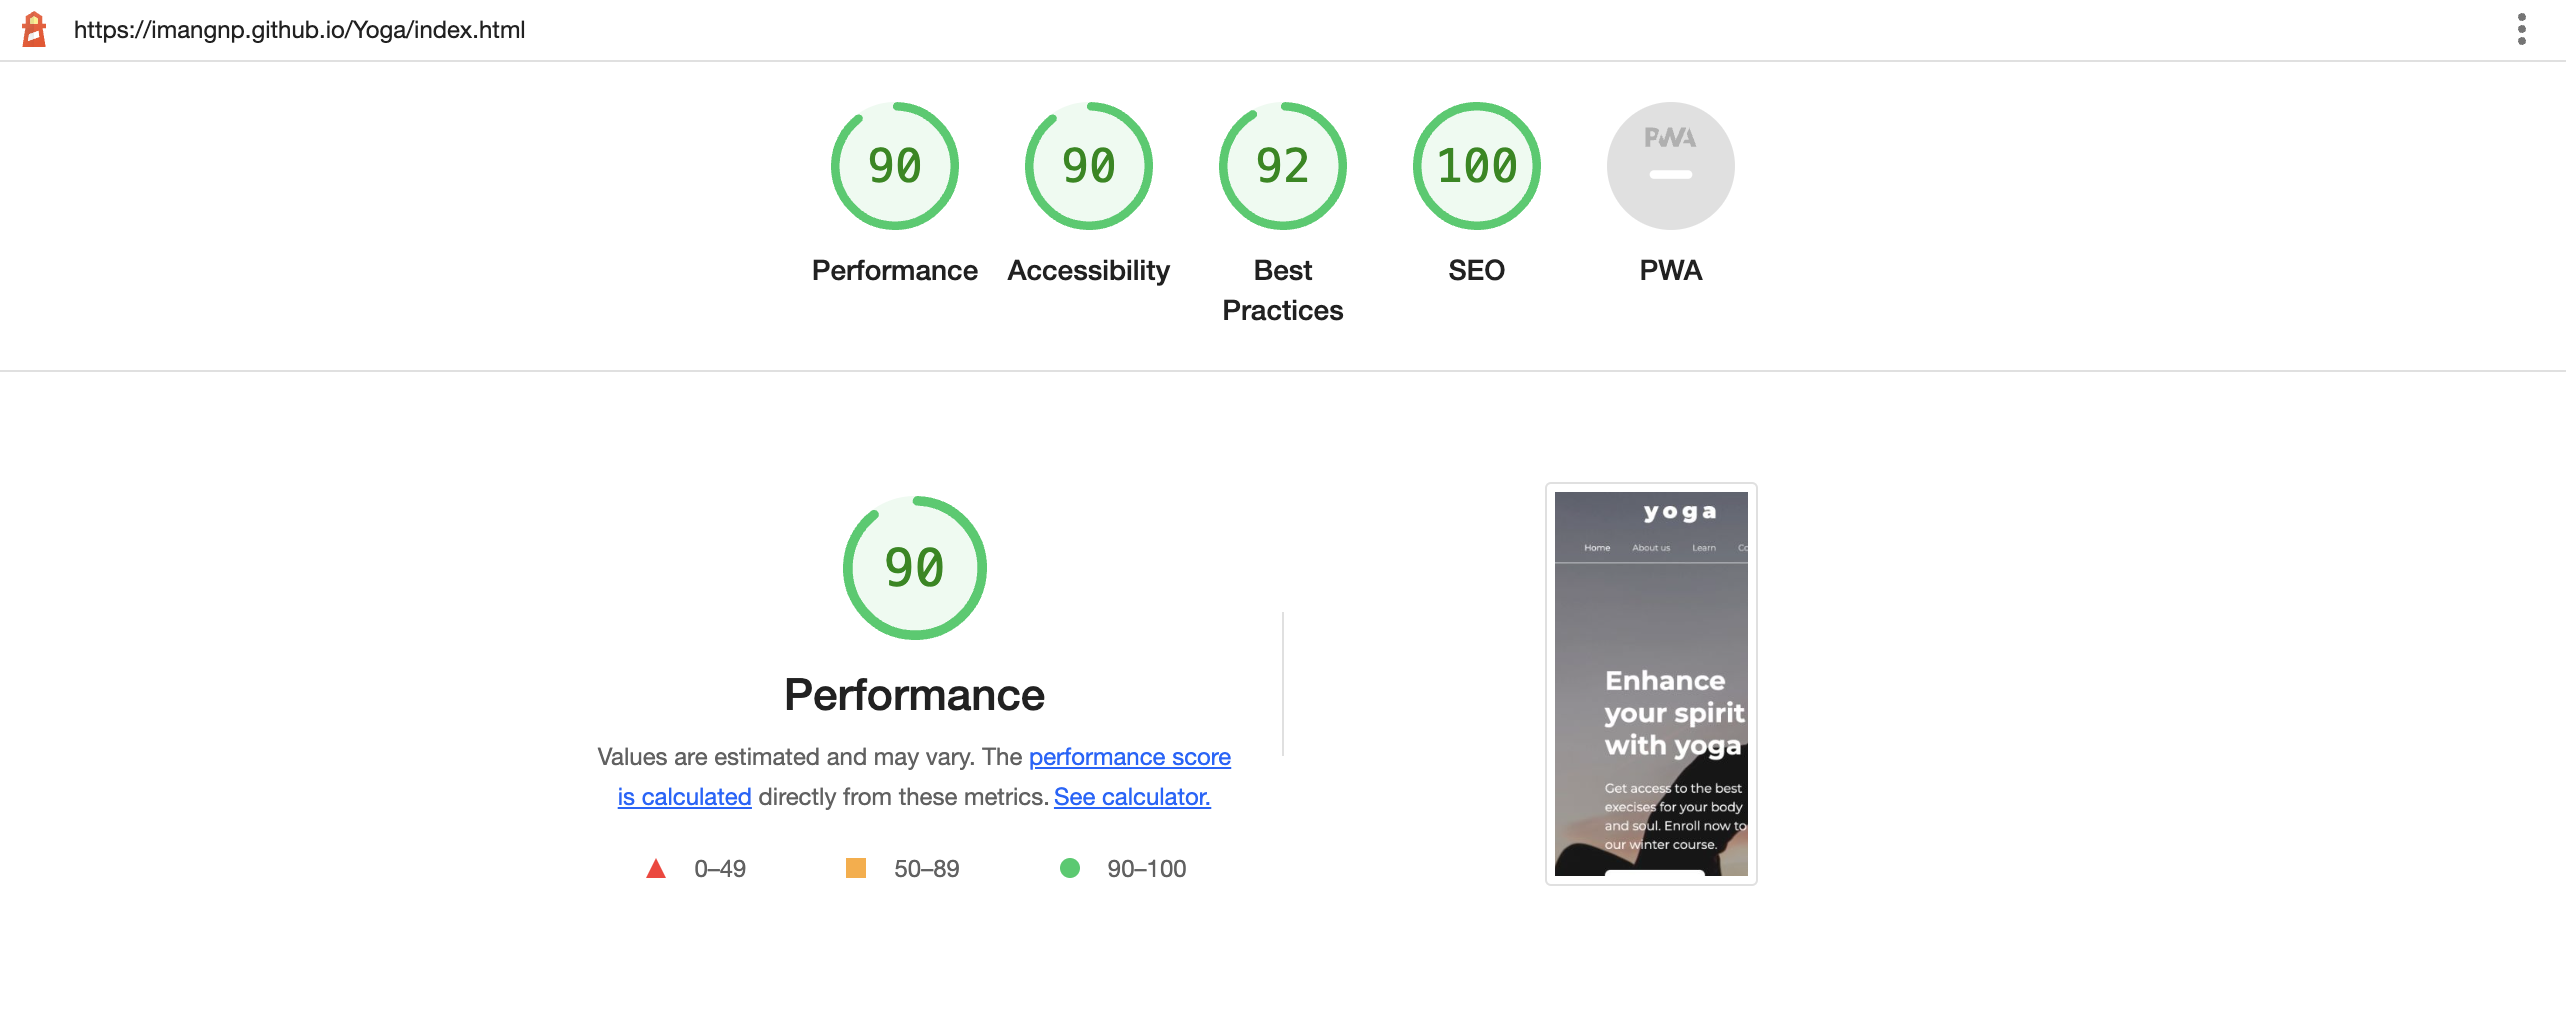 https://imangnp.github.io/Yoga/index.html
90
90
92
100
PWA
Performance
Accessibility
Best
Practices
SEO
PWA
90
Performance
Values are estimated and may vary. The performance score
is calculated directly from these metrics. See calculator.
0–49
50–89
90–100
yoga
Home
About us
Learn
Co
Enhance
your spirit
with yoga
Get access to the best
execises for your body
and soul. Enroll now to
our winter course.